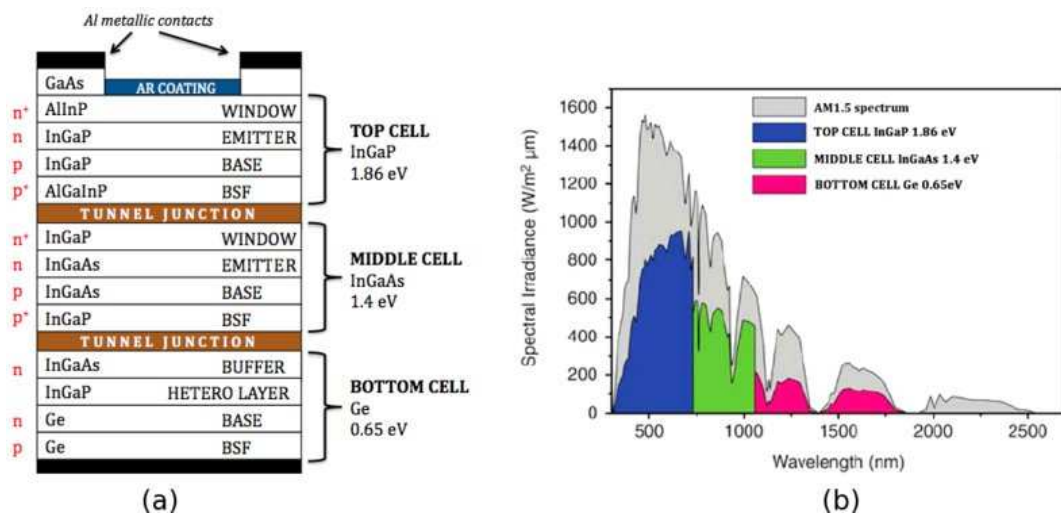 Al metallic contacts
GaAs
AR COATING
n⁺ AlInP WINDOW
n InGaP EMITTER
p InGaP BASE
p⁺ AlGaInP BSF
TOP CELL
InGaP
1.86 eV
TUNNEL JUNCTION
n⁺ InGaP WINDOW
n InGaAs EMITTER
p InGaAs BASE
p⁺ InGaP BSF
MIDDLE CELL
InGaAs
1.4 eV
TUNNEL JUNCTION
n InGaAs BUFFER
InGaP HETERO LAYER
n Ge BASE
p Ge BSF
BOTTOM CELL
Ge
0.65 eV
(a)
Spectral Irradiance (W/m² µm)
1600
1400
1200
1000
800
600
400
200
0
AM1.5 spectrum
TOP CELL InGaP 1.86 eV
MIDDLE CELL InGaAs 1.4 eV
BOTTOM CELL Ge 0.65eV
500 1000 1500 2000 2500
Wavelength (nm)
(b)